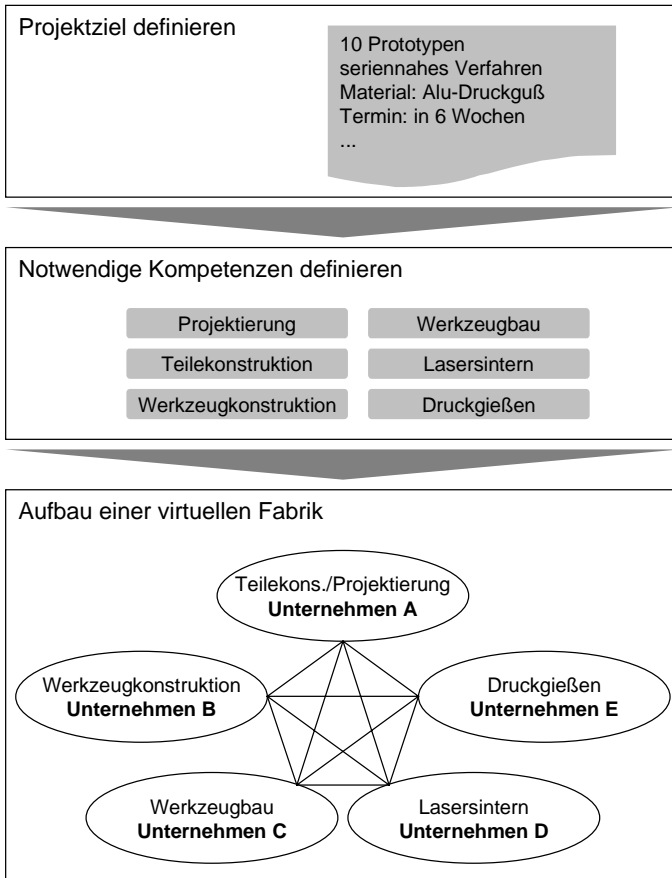 Projektziel definieren
10 Prototypen
seriennahes Verfahren
Material: Alu-Druckguß
Termin: in 6 Wochen
...
Notwendige Kompetenzen definieren
Projektierung
Werkzeugbau
Teilekonstruktion
Lasersintern
Werkzeugkonstruktion
Druckgießen
Aufbau einer virtuellen Fabrik
Teilekons./Projektierung
Unternehmen A
Werkzeugkonstruktion
Unternehmen B
Druckgießen
Unternehmen E
Werkzeugbau
Unternehmen C
Lasersintern
Unternehmen D